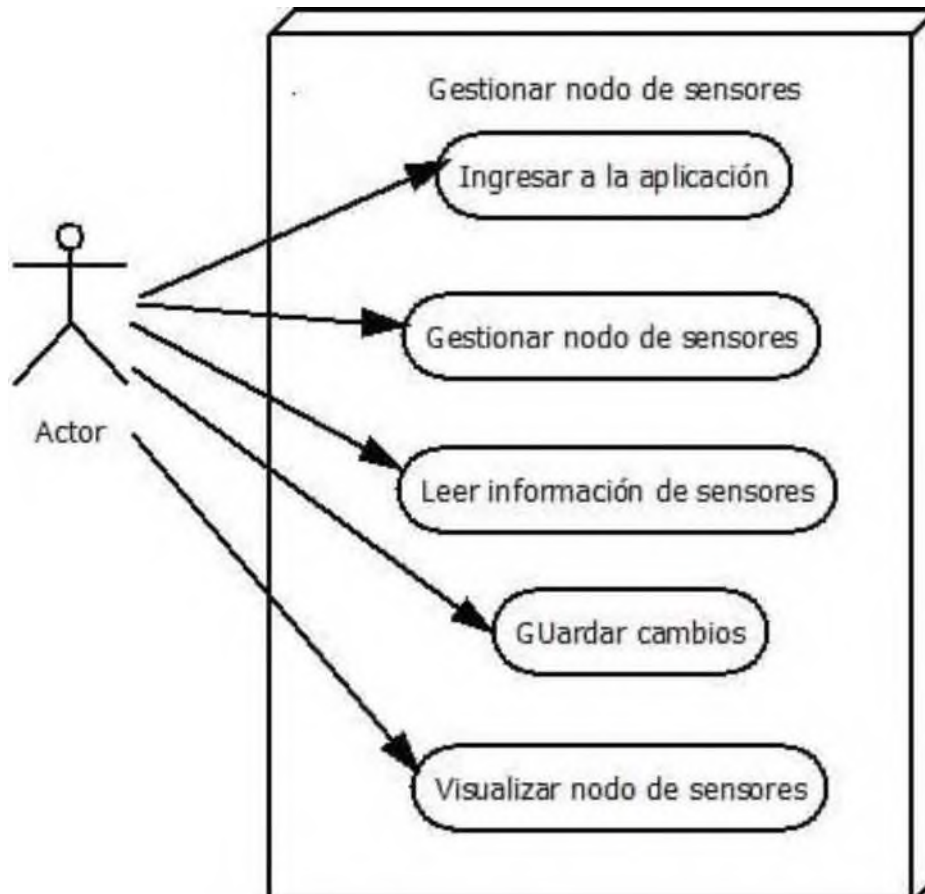 Gestionar nodo de sensores
Ingresar a la aplicación
Gestionar nodo de sensores
Actor
Leer información de sensores
GUardar cambios
Visualizar nodo de sensores